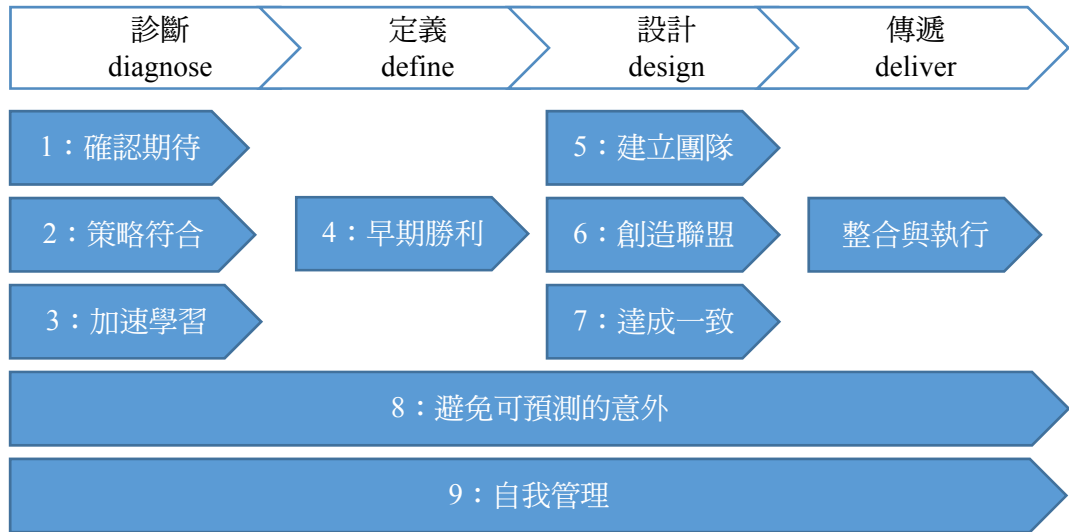 診斷
diagnose
定義
define
設計
design
傳遞
deliver
1：確認期待
5：建立團隊
2：策略符合
4：早期勝利
6：創造聯盟
整合與執行
3：加速學習
7：達成一致
8：避免可預測的意外
9：自我管理